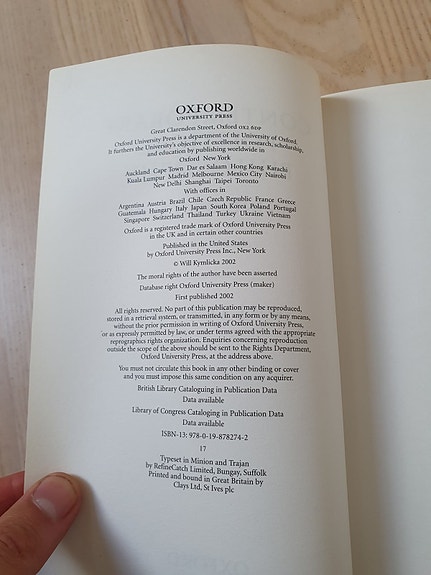 OXFORD
UNIVERSITY PRESS
Great Clarendon Street, Oxford OX2 6DP
Oxford University Press is a department of the University of Oxford.
It furthers the University's objective of excellence in research, scholarship,
and education by publishing worldwide in
Oxford New York
Auckland Cape Town Dar es Salaam Hong Kong Karachi
Kuala Lumpur Madrid Melbourne Mexico City Nairobi
New Delhi Shanghai Taipei Toronto
With offices in
Argentina Austria Brazil Chile Czech Republic France Greece
Guatemala Hungary Italy Japan South Korea Poland Portugal
Singapore Switzerland Thailand Turkey Ukraine Vietnam
Oxford is a registered trade mark of Oxford University Press
in the UK and in certain other countries
Published in the United States
by Oxford University Press Inc., New York
© Will Kymlicka 2002
The moral rights of the author have been asserted
Database right Oxford University Press (maker)
First published 2002
All rights reserved. No part of this publication may be reproduced,
stored in a retrieval system, or transmitted, in any form or by any means,
without the prior permission in writing of Oxford University Press,
or as expressly permitted by law, or under terms agreed with the appropriate
reprographics rights organization. Enquiries concerning reproduction
outside the scope of the above should be sent to the Rights Department,
Oxford University Press, at the address above.
You must not circulate this book in any other binding or cover
and you must impose this same condition on any acquirer.
British Library Cataloguing in Publication Data
Data available
Library of Congress Cataloging in Publication Data
Data available
ISBN-13: 978-0-19-878274-2
17
Typeset in Minion and Trajan
by RefineCatch Limited, Bungay, Suffolk
Printed and bound in Great Britain by
Clays Ltd, St Ives plc